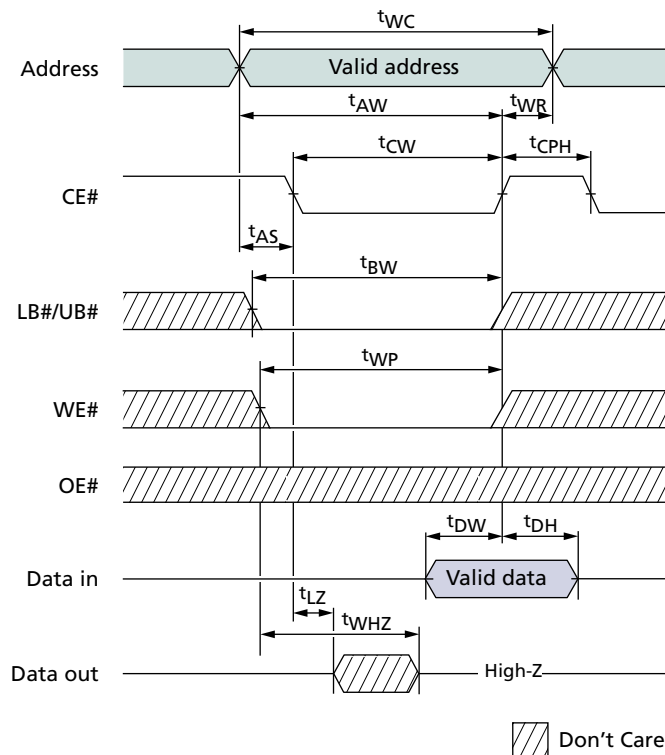 tWC
Address
Valid address
tAW
tWR
tCW
tCPH
CE#
tAS
tBW
LB#/UB#
tWP
WE#
OE#
tDW
tDH
Data in
Valid data
tLZ
tWHZ
Data out
High-Z
Don't Care